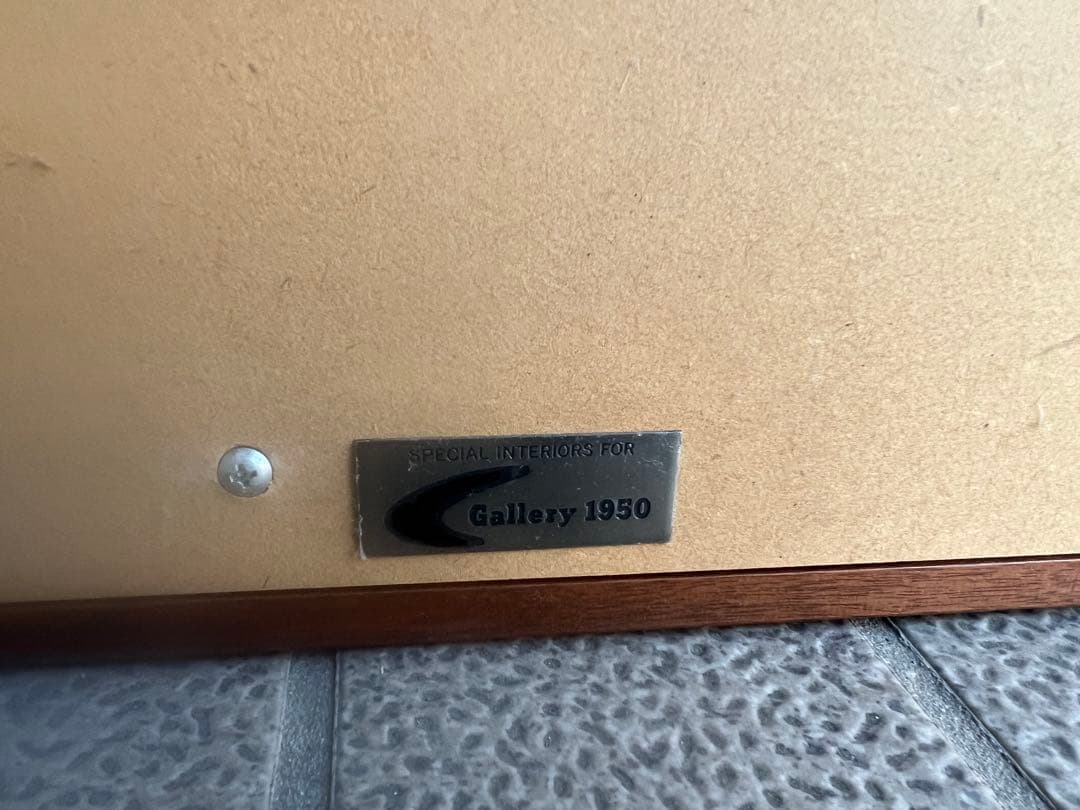 SPECIAL INTERIORS FOR
Gallery 1950